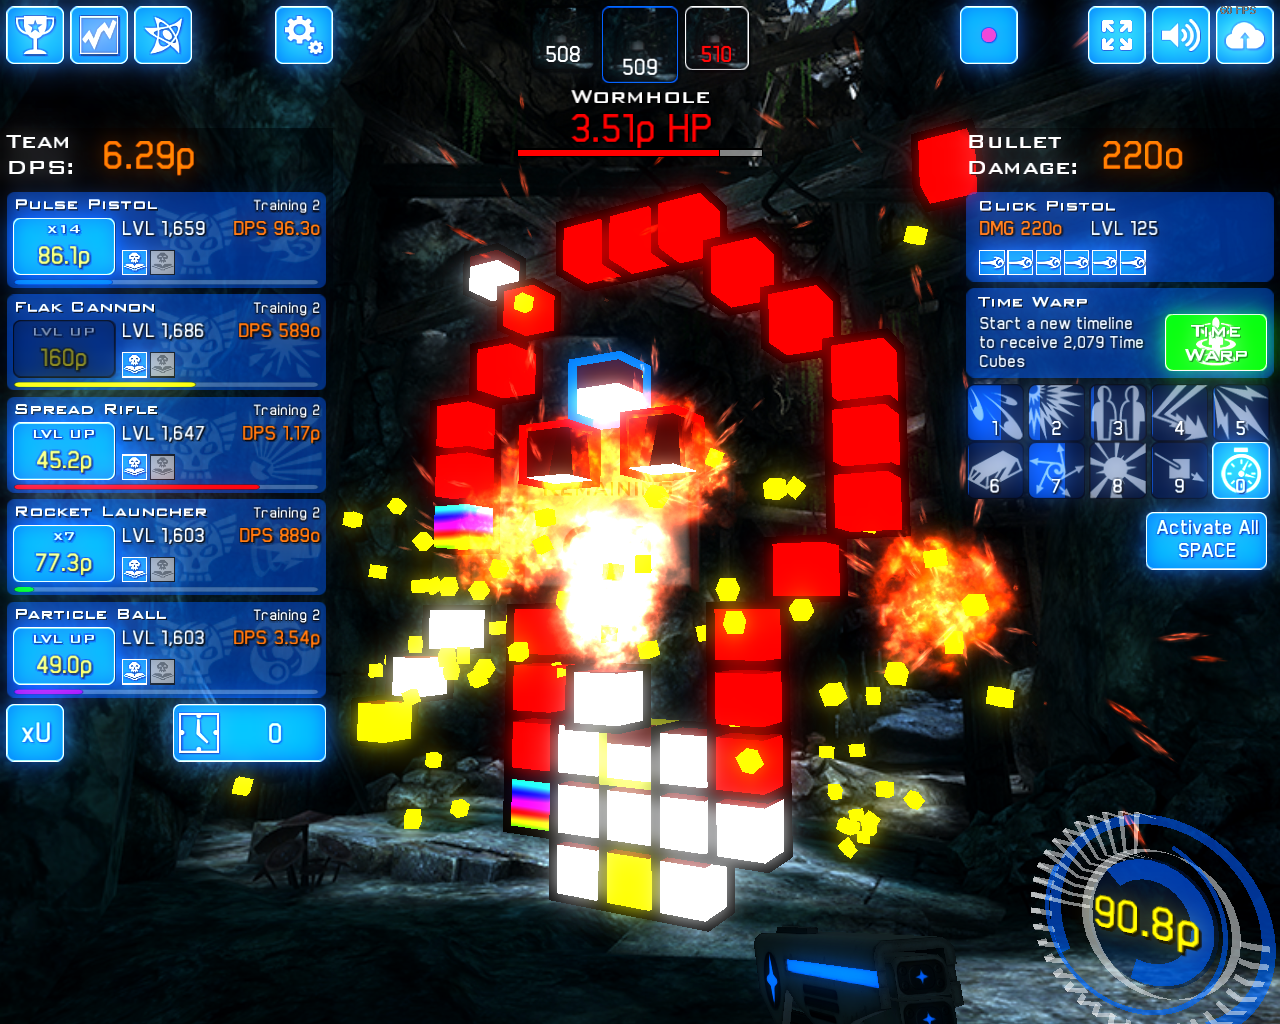 508
509
510
WORMHOLE
3.51p HP
TEAM
DPS: 6.29p
PULSE PISTOL Training 2
x14 LVL 1,659 DPS 96.3o
86.1p
FLAK CANNON Training 2
LVL UP LVL 1,686 DPS 589o
160p
SPREAD RIFLE Training 2
LVL UP LVL 1,647 DPS 1.17p
45.2p
ROCKET LAUNCHER Training 2
x7 LVL 1,603 DPS 889o
77.3p
PARTICLE BALL Training 2
LVL UP LVL 1,603 DPS 3.54p
49.0p
xU
0
BULLET
DAMAGE: 220o
CLICK PISTOL
DMG 220o LVL 125
TIME WARP
Start a new timeline
to receive 2,079 Time
Cubes
TIME
WARP
1 2 3 4 5
6 7 8 9 0
Activate All
SPACE
90.8p